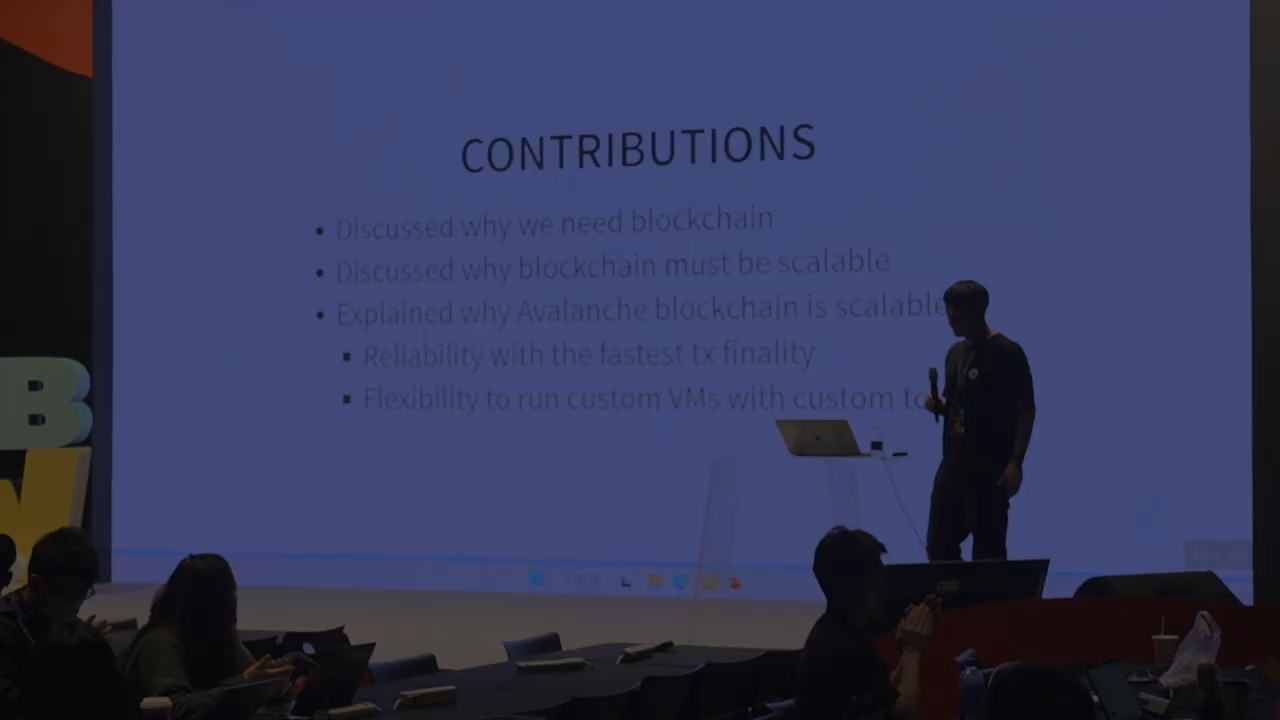 CONTRIBUTIONS
• Discussed why we need blockchain
• Discussed why blockchain must be scalable
• Explained why Avalanche blockchain is scalable
▪ Reliability with the fastest tx finality
▪ Flexibility to run custom VMs with custom to
B
W